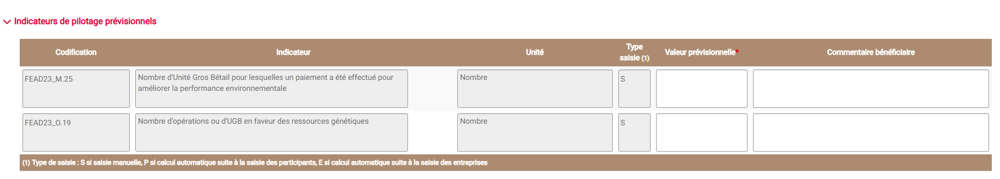 Indicateurs de pilotage prévisionnels
Codification Indicateur Unité Type saisie (1) Valeur prévisionnelle* Commentaire bénéficiaire
FEAD23_M.25 Nombre d'Unité Gros Bétail pour lesquelles un paiement a été effectué pour Nombre S
améliorer la performance environnementale
FEAD23_O.19 Nombre d'opérations ou d'UGB en faveur des ressources génétiques Nombre S
(1) Type de saisie : S si saisie manuelle, P si calcul automatique suite à la saisie des participants, E si calcul automatique suite à la saisie des entreprises